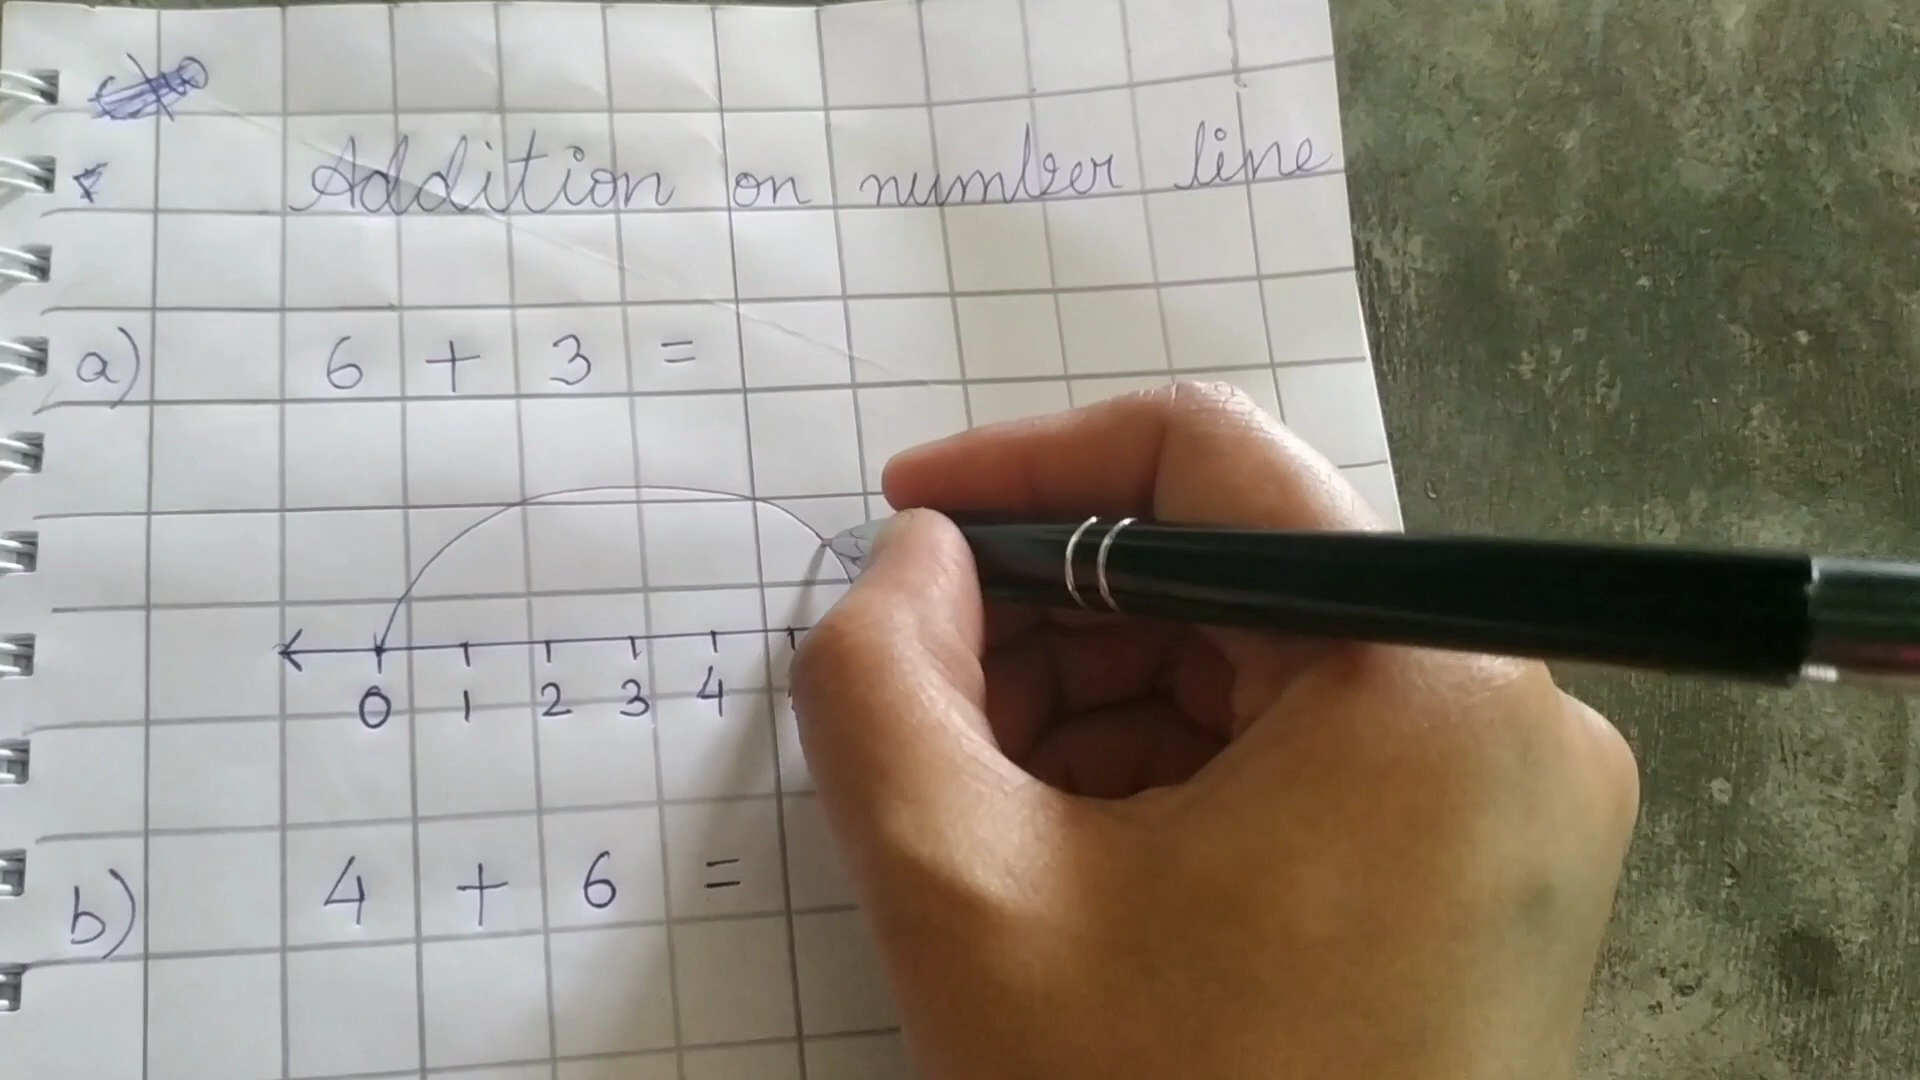 Addition on number line
a) 6 + 3 =
0 1 2 3 4
b) 4 + 6 =